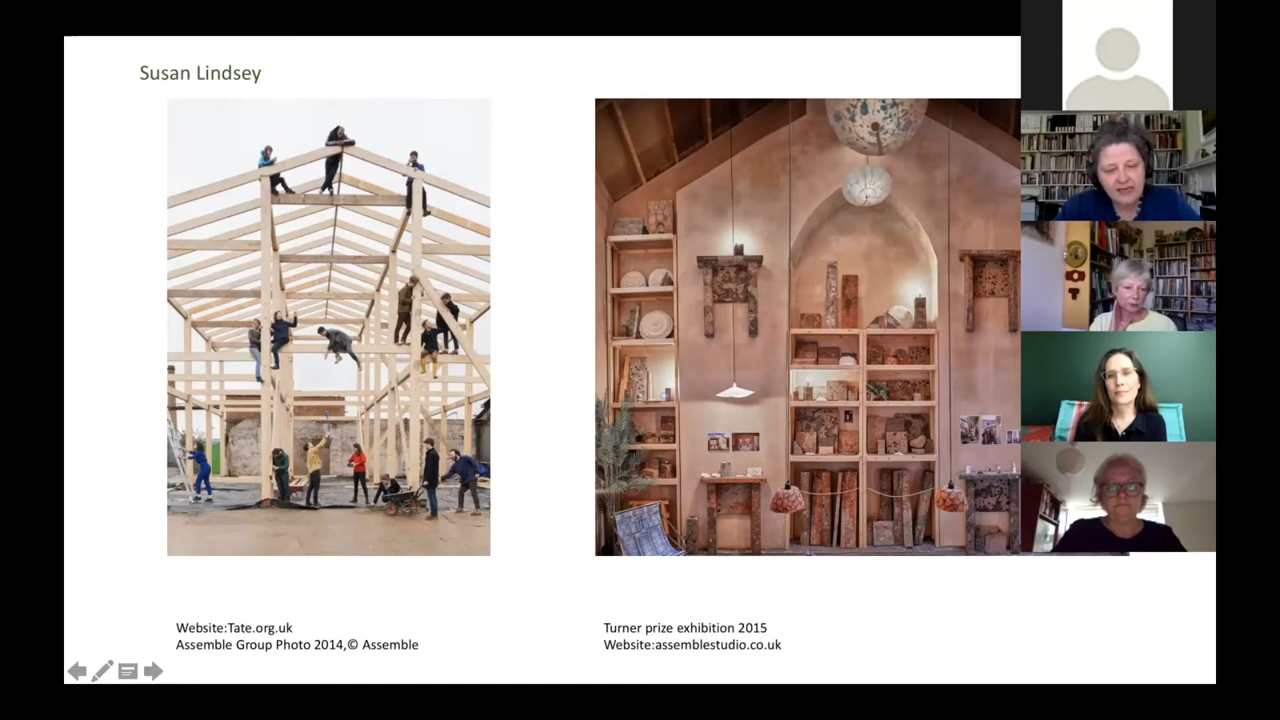 Susan Lindsey
Website:Tate.org.uk
Assemble Group Photo 2014,© Assemble
Turner prize exhibition 2015
Website:assemblestudio.co.uk